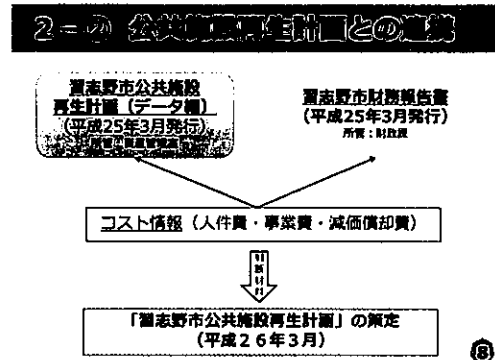 2-② 公共施設再生計画との連携
習志野市公共施設
再生計画（データ編）
（平成25年3月発行）
習志野市財務報告書
（平成25年3月発行）
所管：財政課
コスト情報（人件費・事業費・減価償却費）
判断材料
「習志野市公共施設再生計画」の策定
（平成２６年３月）
8